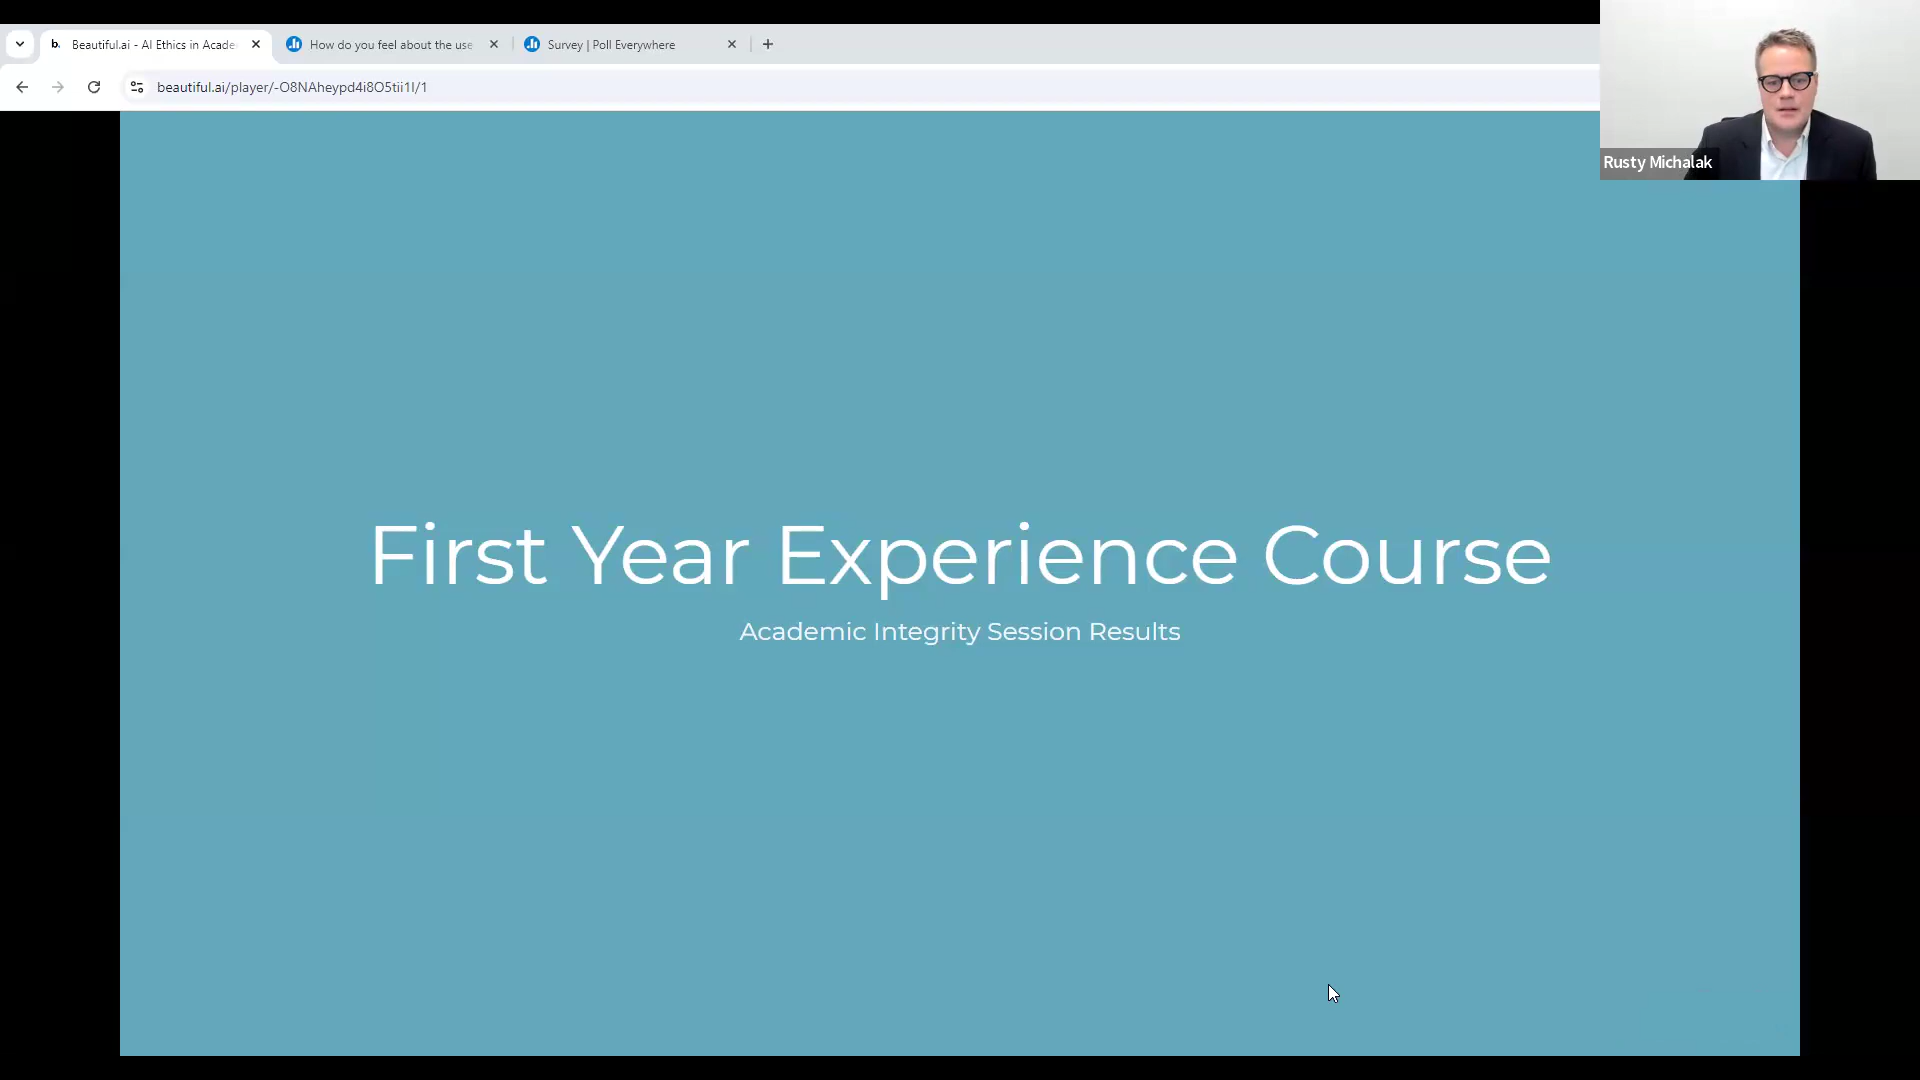 b. Beautiful.ai - AI Ethics in Acade
How do you feel about the use
Survey | Poll Everywhere
beautiful.ai/player/-O8NAheypd4i8O5tii1I/1
Rusty Michalak
First Year Experience Course
Academic Integrity Session Results